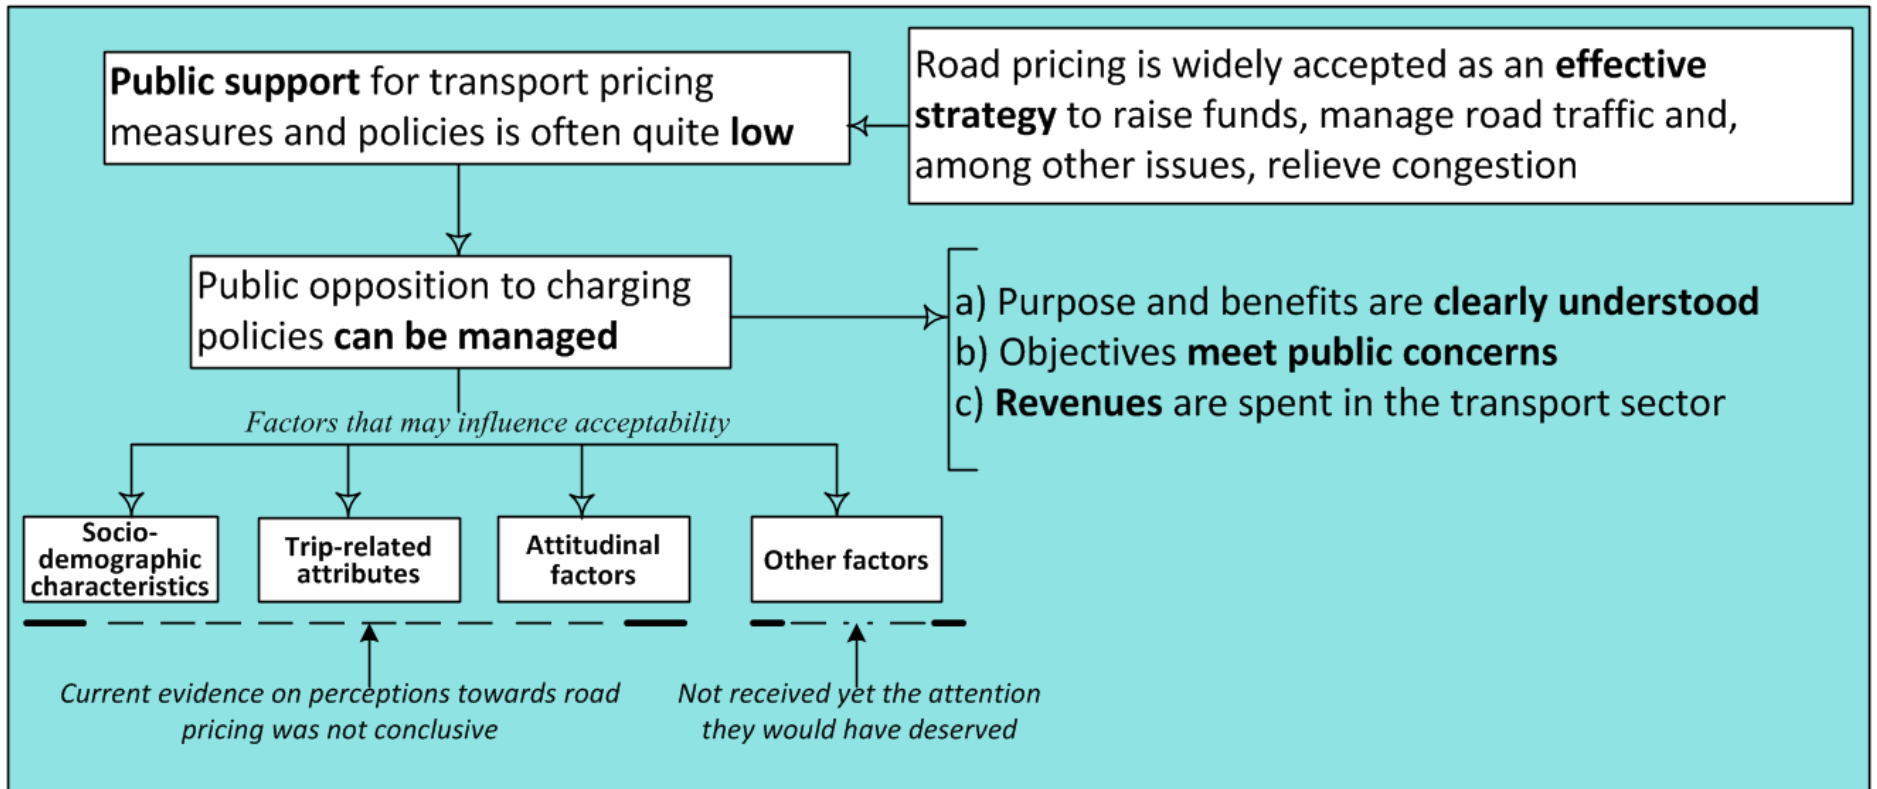 Public support for transport pricing
measures and policies is often quite low
Road pricing is widely accepted as an effective
strategy to raise funds, manage road traffic and,
among other issues, relieve congestion
Public opposition to charging
policies can be managed
a) Purpose and benefits are clearly understood
b) Objectives meet public concerns
c) Revenues are spent in the transport sector
Factors that may influence acceptability
Socio-
demographic
characteristics
Trip-related
attributes
Attitudinal
factors
Other factors
Current evidence on perceptions towards road
pricing was not conclusive
Not received yet the attention
they would have deserved